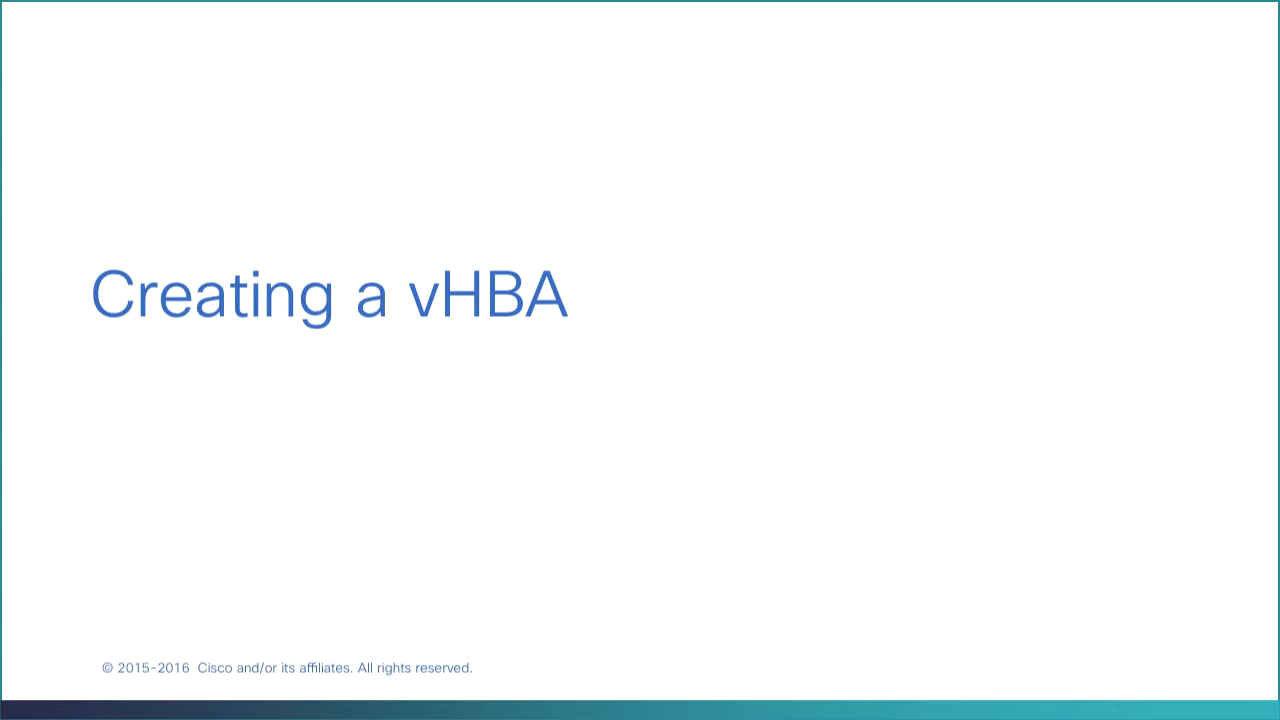 Creating a vHBA
© 2015-2016 Cisco and/or its affiliates. All rights reserved.